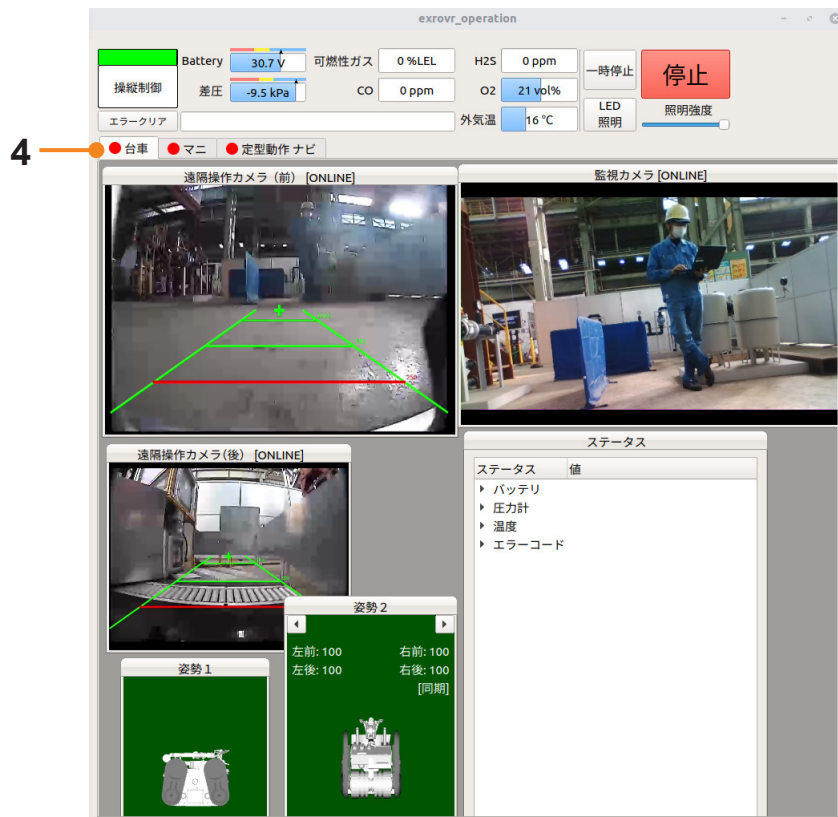 exrovr_operation
操縦制御
Battery 30.7 V
可燃性ガス 0 %LEL
H2S 0 ppm
一時停止
停止
差圧 -9.5 kPa
CO 0 ppm
O2 21 vol%
LED
照明
照明強度
エラークリア
外気温 16 °C
4
台車 マニ 定型動作 ナビ
遠隔操作カメラ（前） [ONLINE]
監視カメラ [ONLINE]
遠隔操作カメラ(後) [ONLINE]
ステータス
ステータス 値
バッテリ
圧力計
温度
エラーコード
姿勢２
左前: 100 右前: 100
左後: 100 右後: 100
[同期]
姿勢１